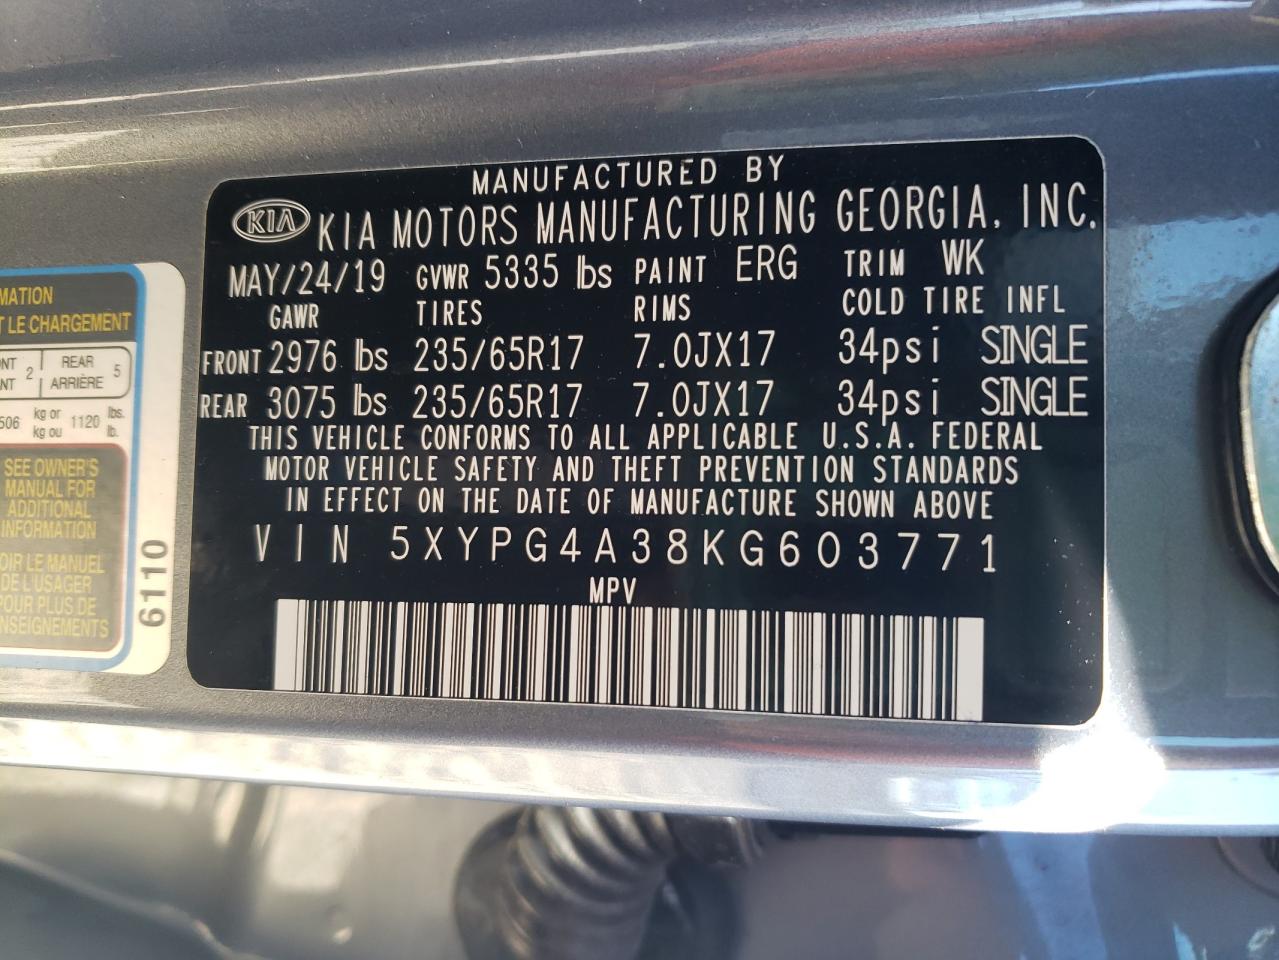 MANUFACTURED BY
KIA KIA MOTORS MANUFACTURING GEORGIA, INC.
MAY/24/19 GVWR 5335 lbs PAINT ERG TRIM WK
GAWR TIRES RIMS COLD TIRE INFL
FRONT 2976 lbs 235/65R17 7.0JX17 34psi SINGLE
REAR 3075 lbs 235/65R17 7.0JX17 34psi SINGLE
THIS VEHICLE CONFORMS TO ALL APPLICABLE U.S.A. FEDERAL
MOTOR VEHICLE SAFETY AND THEFT PREVENTION STANDARDS
IN EFFECT ON THE DATE OF MANUFACTURE SHOWN ABOVE
VIN 5XYPG4A38KG603771
MPV
LE CHARGEMENT
2 REAR 5
ARRIÈRE
506 kg or 1120 lbs.
kg ou lb.
SEE OWNER'S
MANUAL FOR
ADDITIONAL
INFORMATION
LE MANUEL
DE L'USAGER
POUR PLUS DE
6110